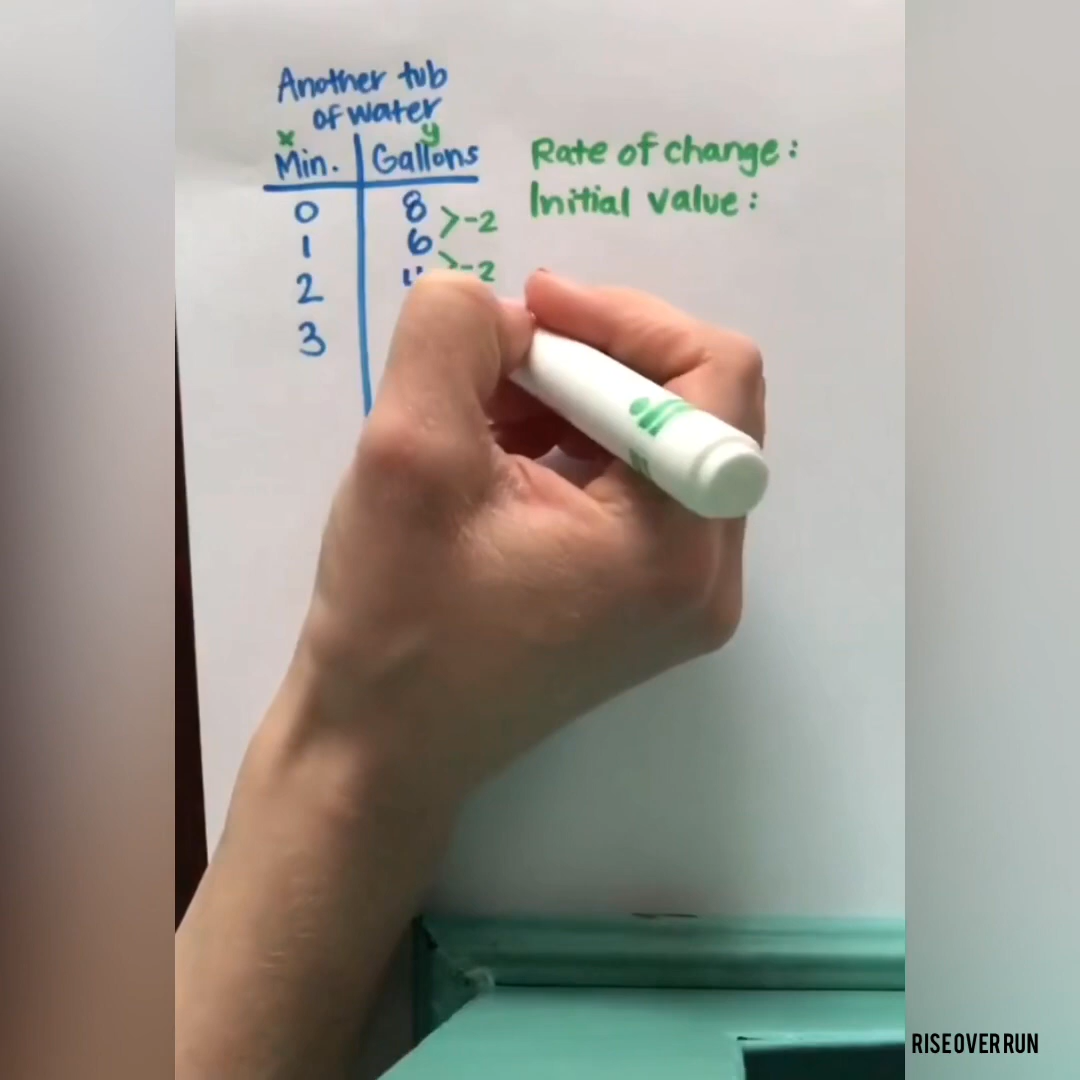 Another tub
of water
x y
Min. Gallons
Rate of change:
Initial value:
0 8
>-2
1 6
>-2
2
3
RISE OVER RUN